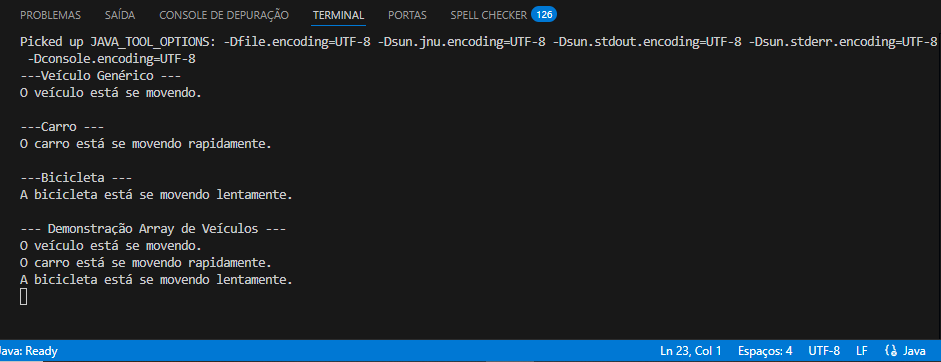 PROBLEMAS SAÍDA CONSOLE DE DEPURAÇÃO TERMINAL PORTAS SPELL CHECKER 126
Picked up JAVA_TOOL_OPTIONS: -Dfile.encoding=UTF-8 -Dsun.jnu.encoding=UTF-8 -Dsun.stdout.encoding=UTF-8 -Dsun.stderr.encoding=UTF-8
-Dconsole.encoding=UTF-8
---Veículo Genérico ---
O veículo está se movendo.
---Carro ---
O carro está se movendo rapidamente.
---Bicicleta ---
A bicicleta está se movendo lentamente.
--- Demonstração Array de Veículos ---
O veículo está se movendo.
O carro está se movendo rapidamente.
A bicicleta está se movendo lentamente.
Java: Ready Ln 23, Col 1 Espaços: 4 UTF-8 LF Java